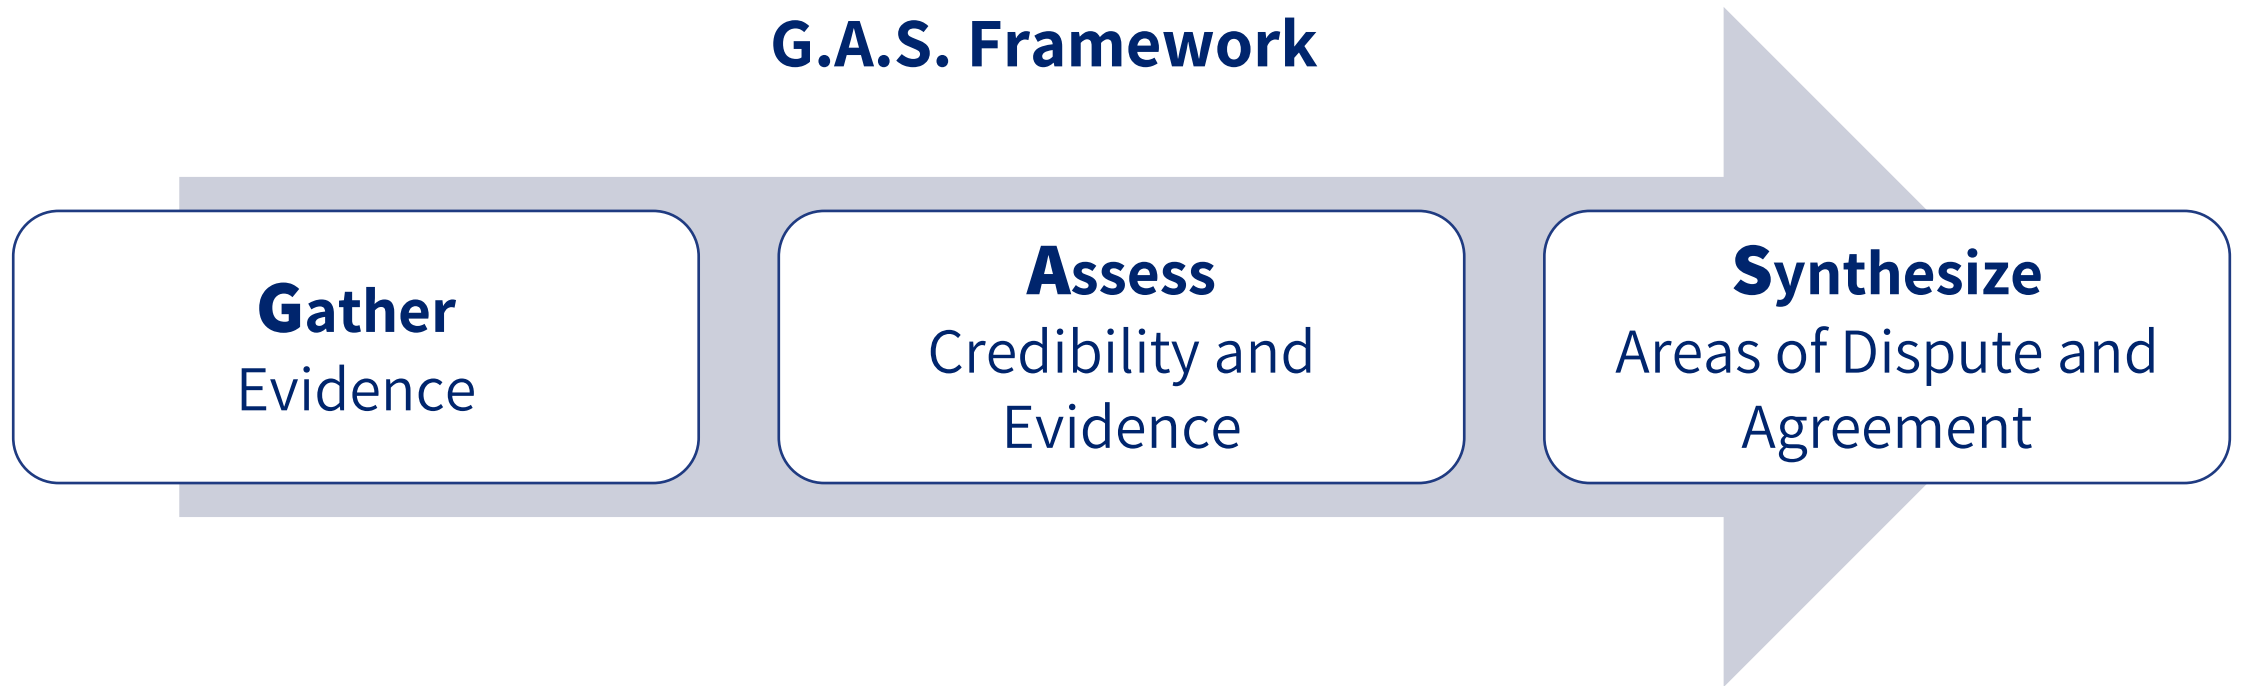 G.A.S. Framework
Gather
Evidence
Assess
Credibility and
Evidence
Synthesize
Areas of Dispute and
Agreement